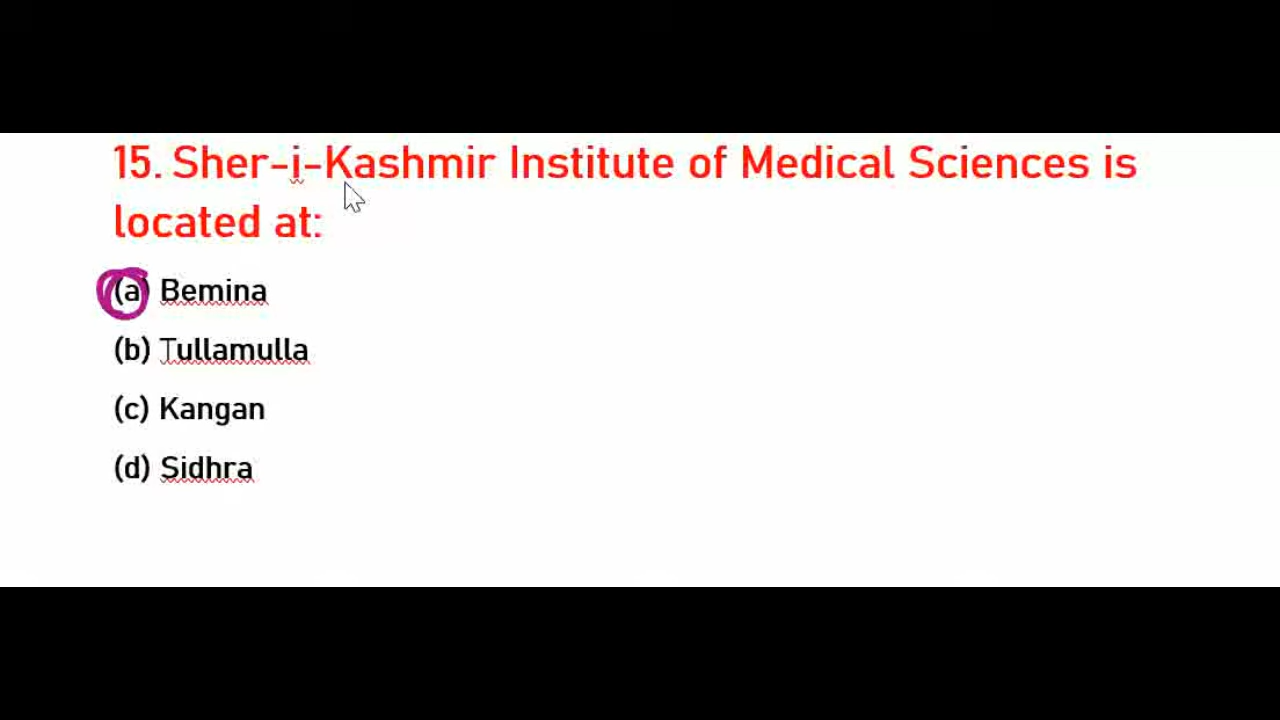 15. Sher-i-Kashmir Institute of Medical Sciences is
located at:
(a) Bemina
(b) Tullamulla
(c) Kangan
(d) Sidhra